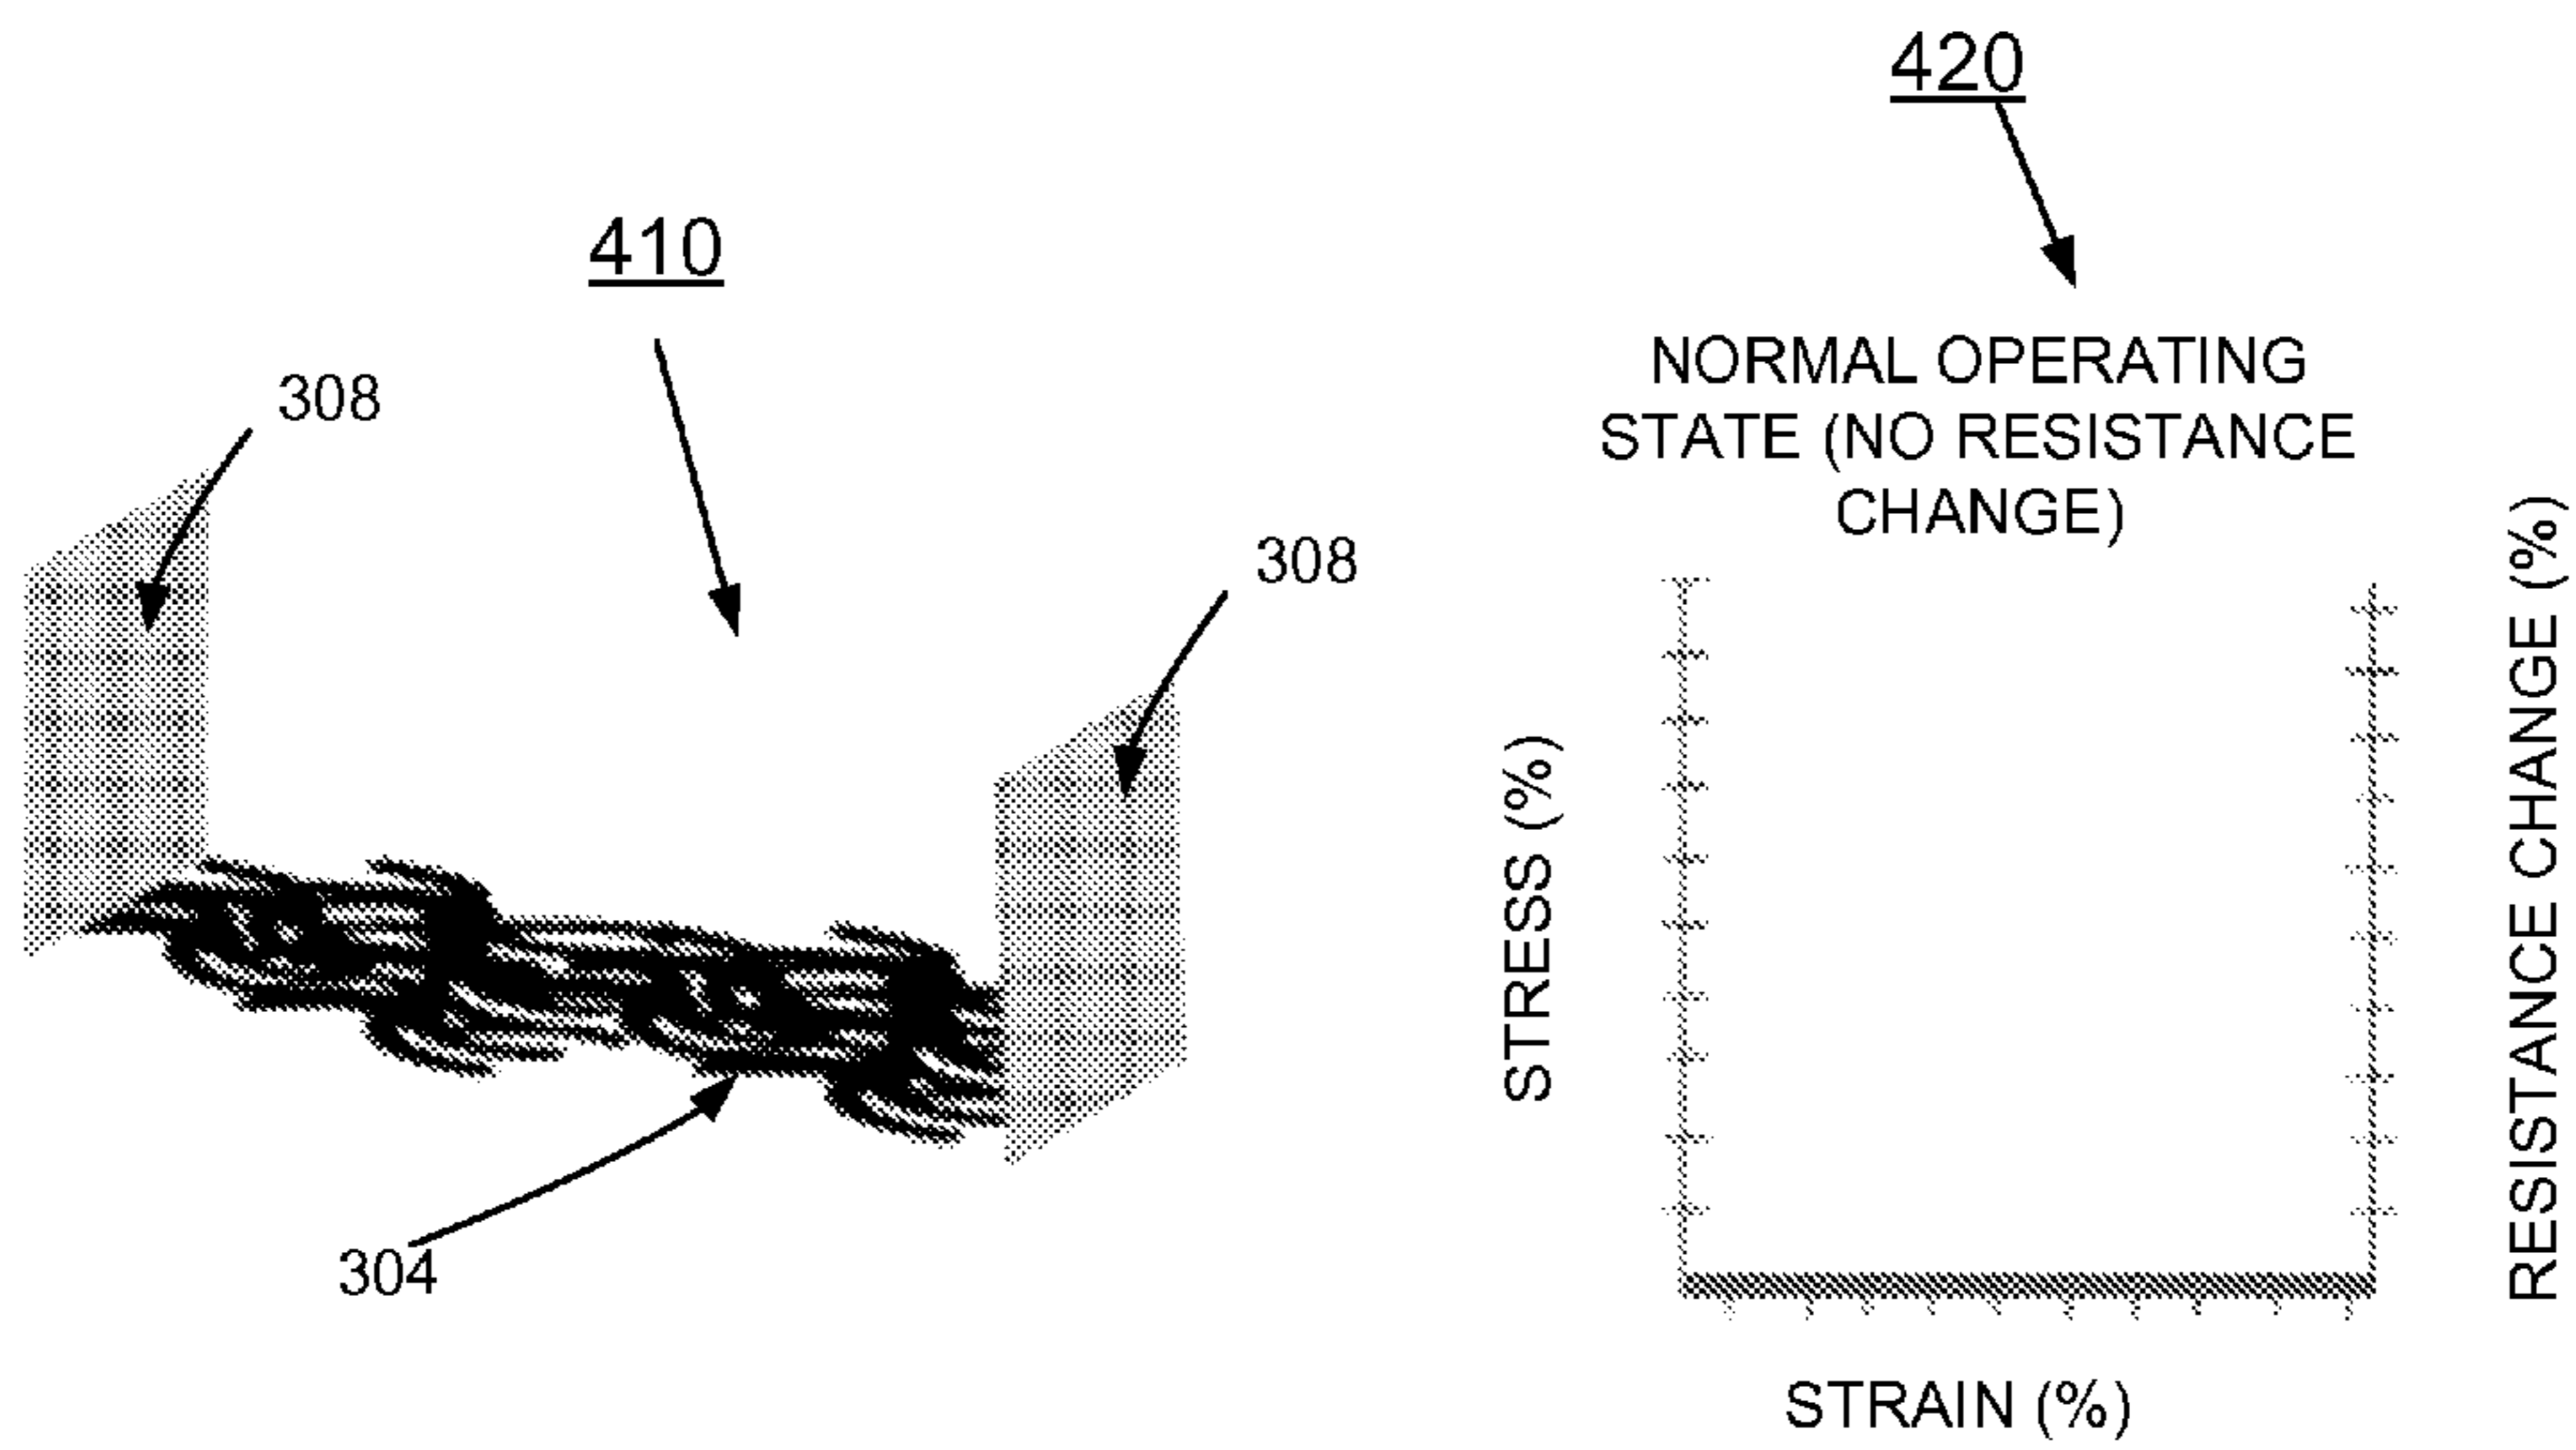 420
410
308
308
304
NORMAL OPERATING
STATE (NO RESISTANCE
CHANGE)
STRESS (%)
RESISTANCE CHANGE (%)
STRAIN (%)